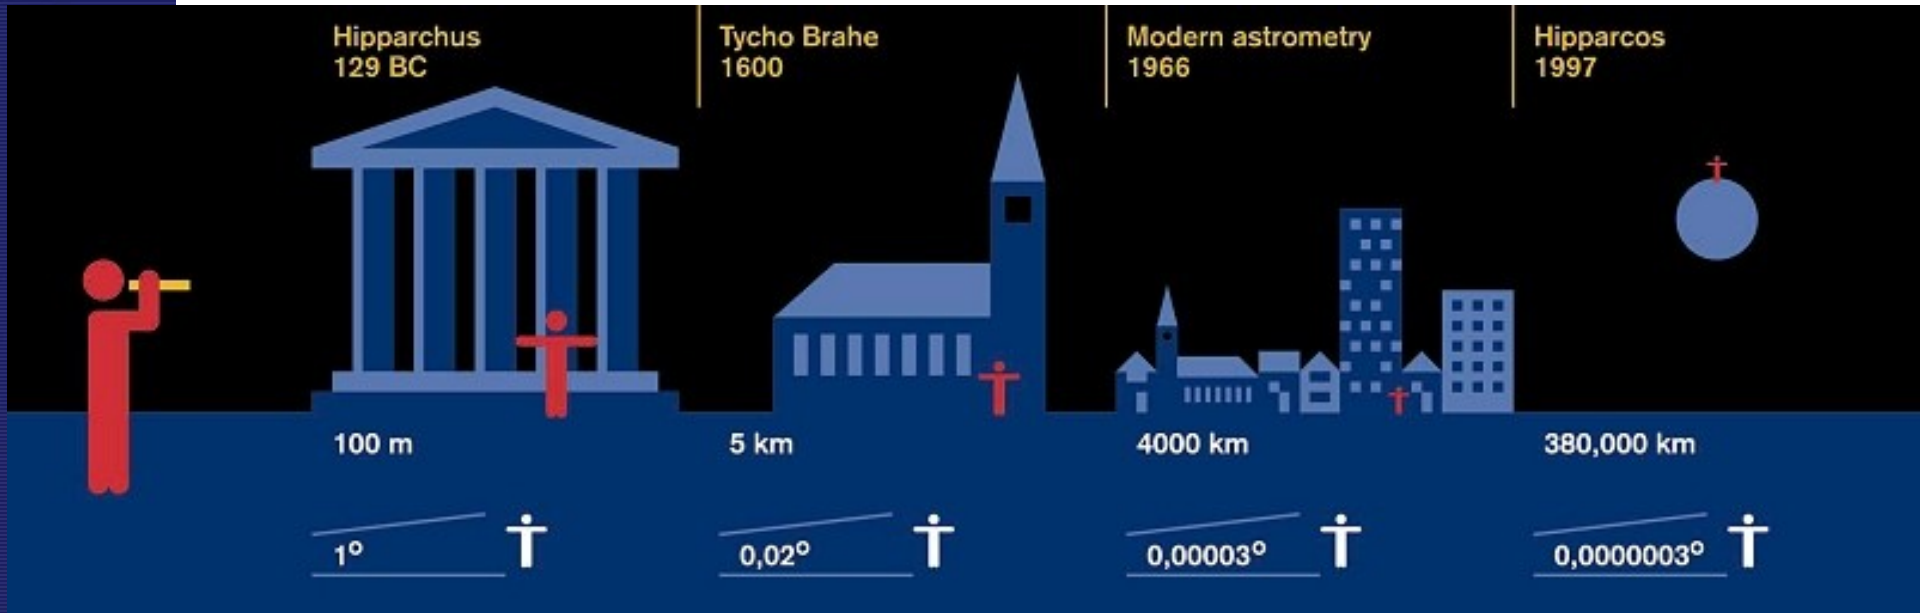 Hipparchus
129 BC
Tycho Brahe
1600
Modern astrometry
1966
Hipparcos
1997
100 m
5 km
4000 km
380,000 km
1°
0,02°
0,00003°
0,0000003°